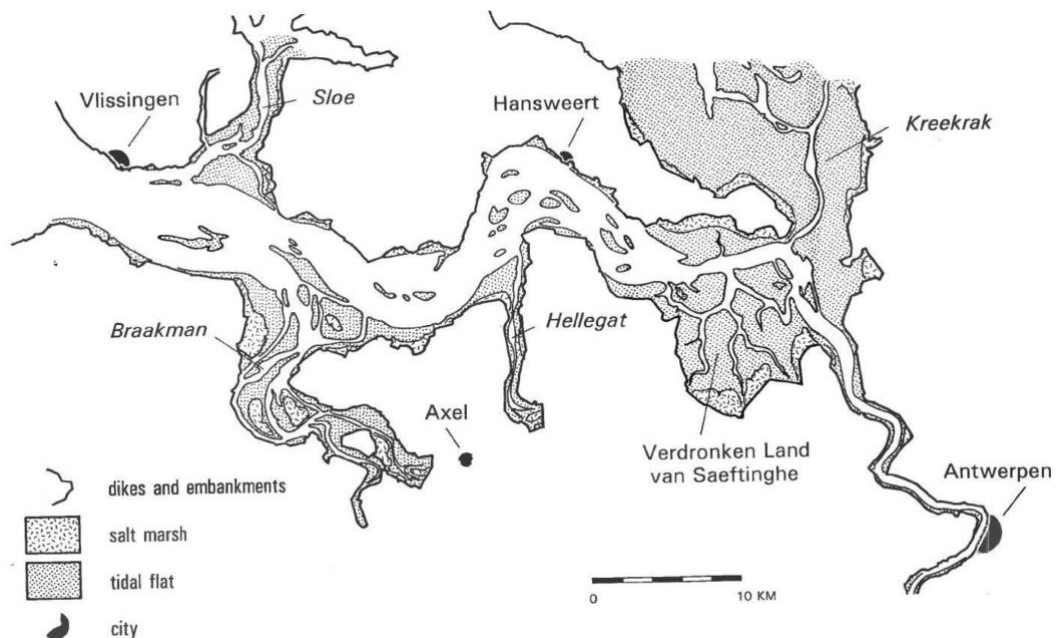 Vlissingen
Sloe
Hansweert
Kreekrak
Braakman
Hellegat
Axel
Verdronken Land
van Saeftinghe
Antwerpen
dikes and embankments
salt marsh
tidal flat
city
0 10 KM